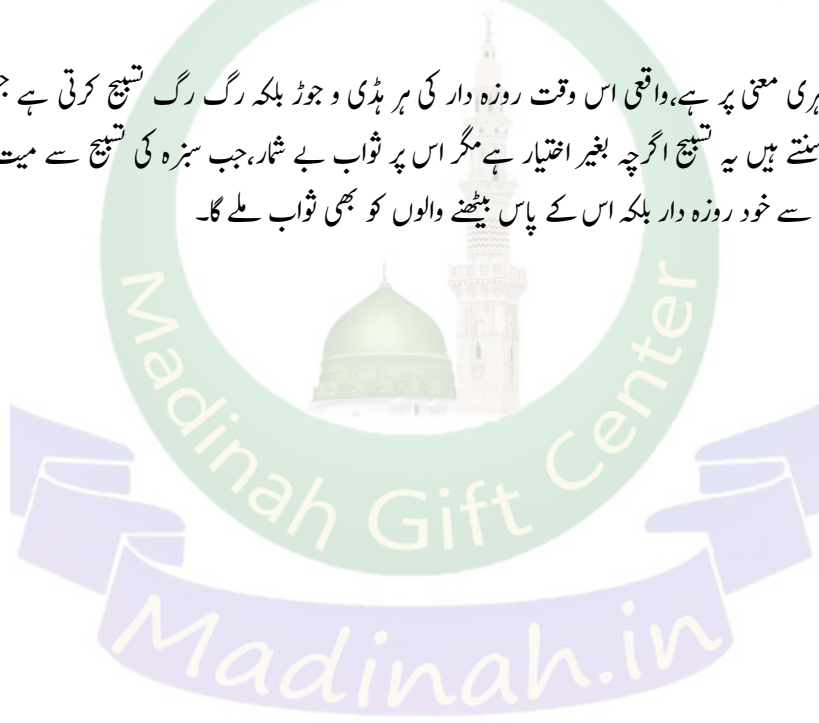 ہری معنی پر ہے،واقعی اس وقت روزہ دار کی ہر ہڈی و جوڑ بلکہ رگ رگ تسبیح کرتی ہے
سنتے ہیں یہ تسبیح اگرچہ بغیر اختیار ہے مگر اس پر ثواب بے شمار،جب سبزہ کی تسبیح سے میت
سے خود روزہ دار بلکہ اس کے پاس بیٹھنے والوں کو بھی ثواب ملے گا۔
Madinah Gift Center
Madinah.in